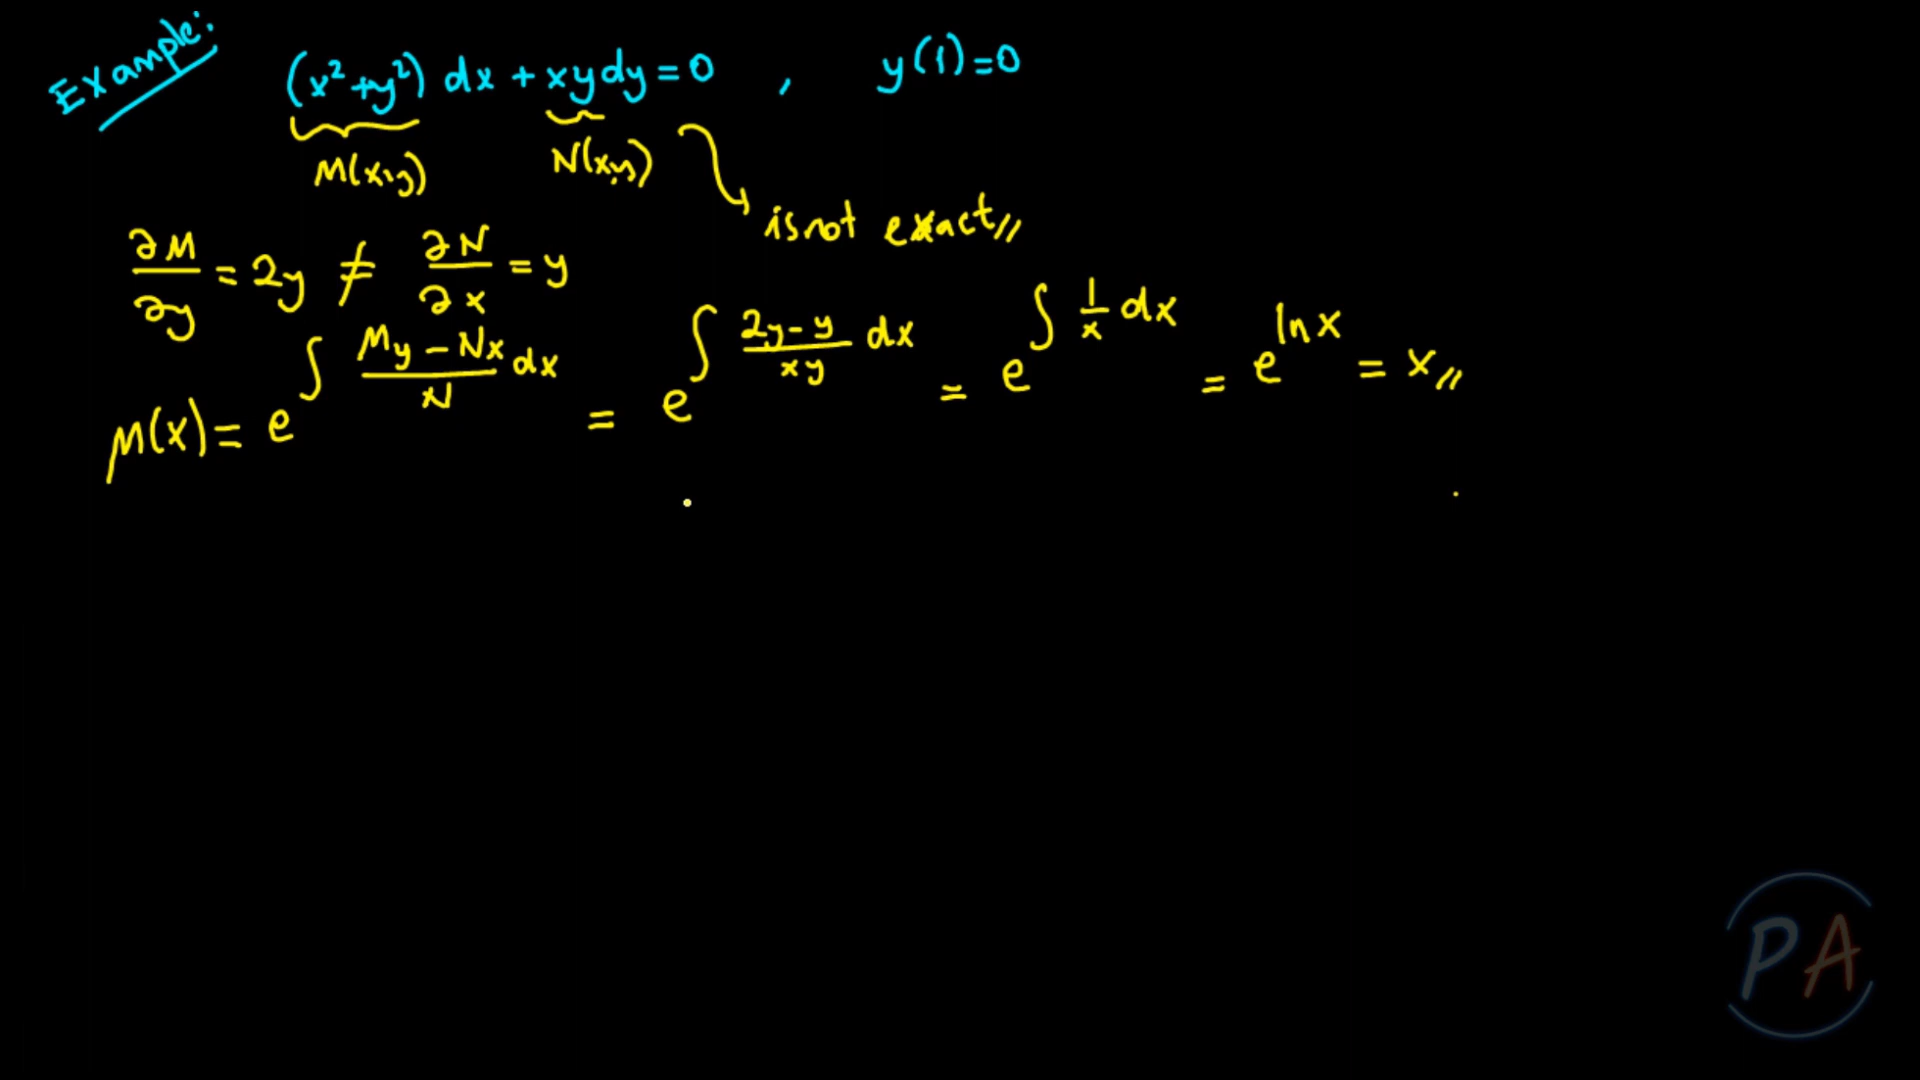 Example: (x²+y²) dx + xy dy = 0 , y(1)=0
M(x,y) N(x,y)
is not exact //
∂M/∂y = 2y ≠ ∂N/∂x = y
μ(x) = e^∫ (My − Nx)/N dx = e^∫ (2y−y)/xy dx = e^∫ 1/x dx = e^ln x = x //
PA